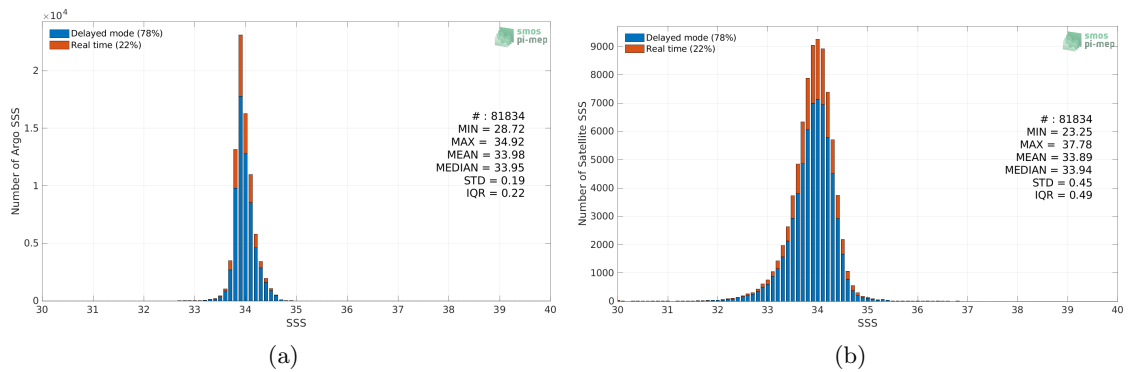 ×10⁴
Delayed mode (78%)
Real time (22%)
smos
pi-mep
2
1.5
1
0.5
0
Number of Argo SSS
# : 81834
MIN = 28.72
MAX = 34.92
MEAN = 33.98
MEDIAN = 33.95
STD = 0.19
IQR = 0.22
30 31 32 33 34 35 36 37 38 39 40
SSS
(a)
Delayed mode (78%)
Real time (22%)
smos
pi-mep
9000
8000
7000
6000
5000
4000
3000
2000
1000
0
Number of Satellite SSS
# : 81834
MIN = 23.25
MAX = 37.78
MEAN = 33.89
MEDIAN = 33.94
STD = 0.45
IQR = 0.49
30 31 32 33 34 35 36 37 38 39 40
SSS
(b)